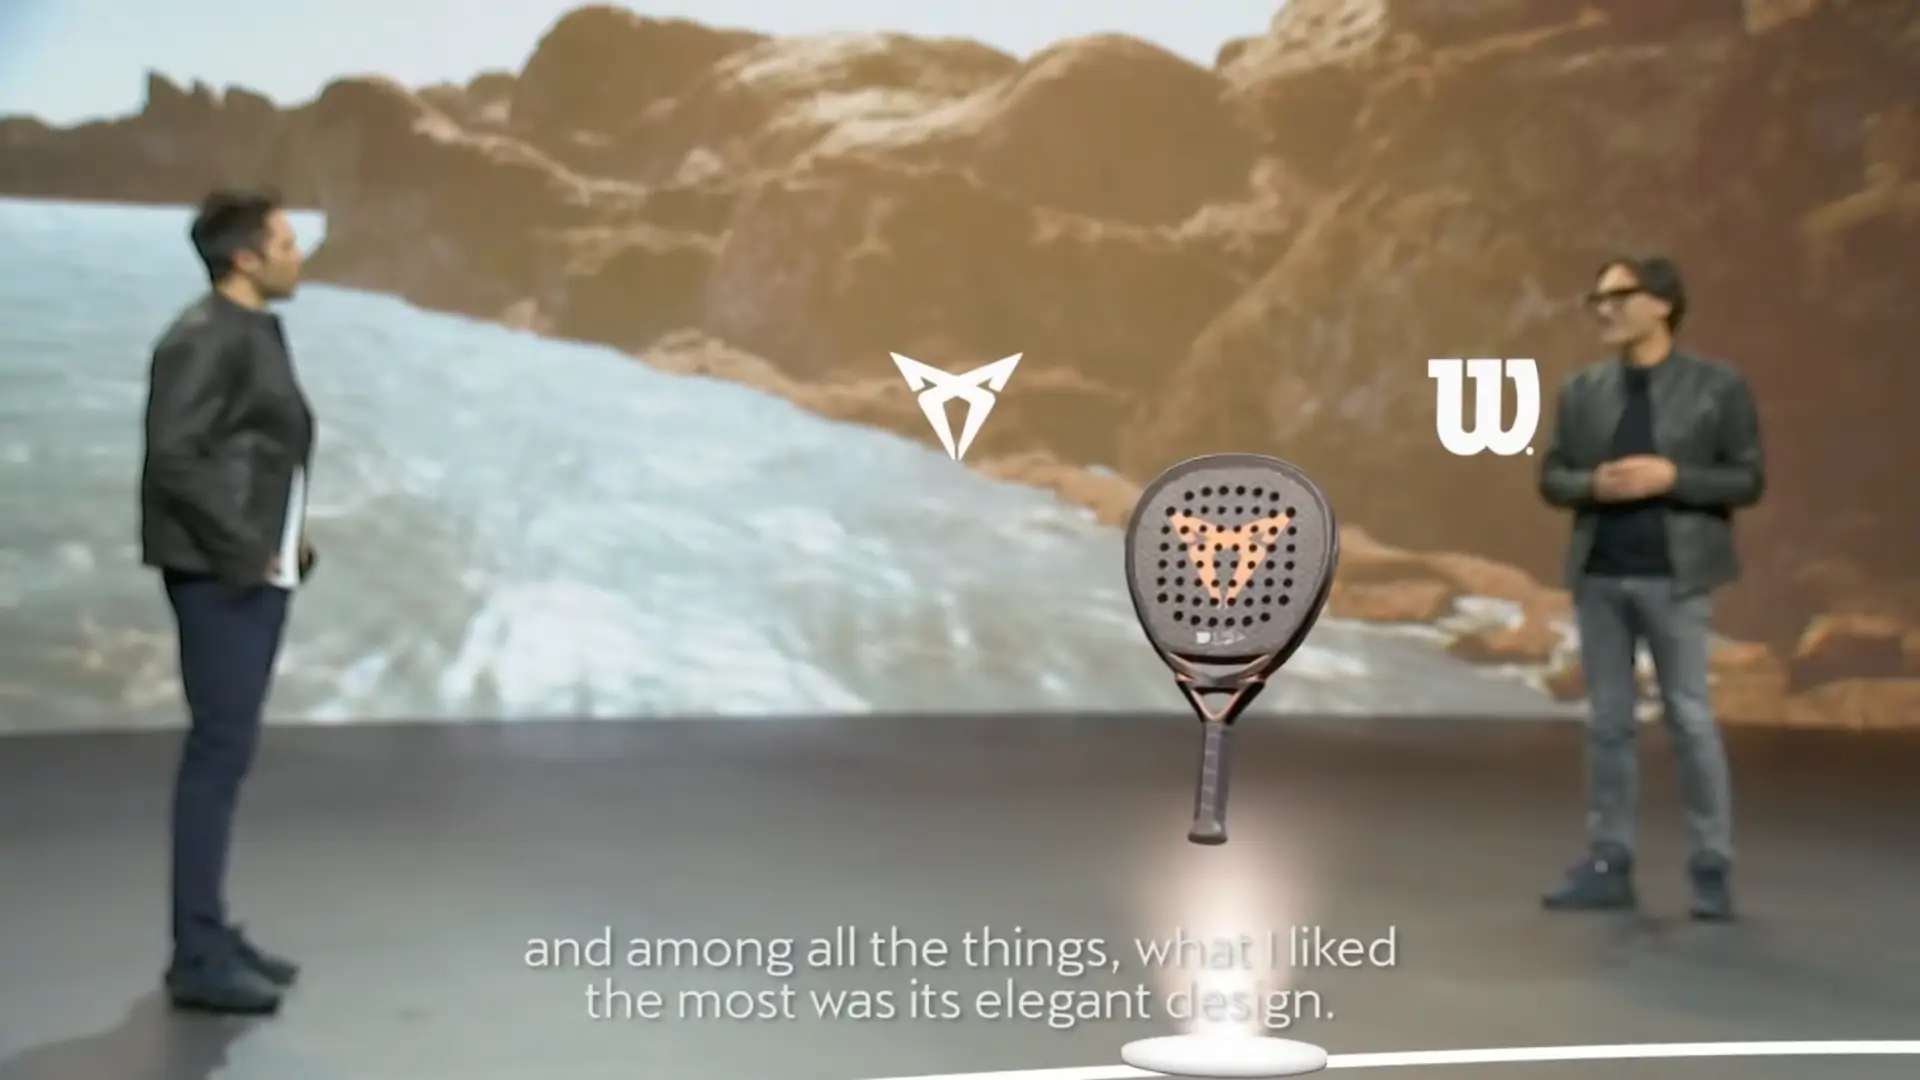 W.
and among all the things, what I liked
the most was its elegant design.